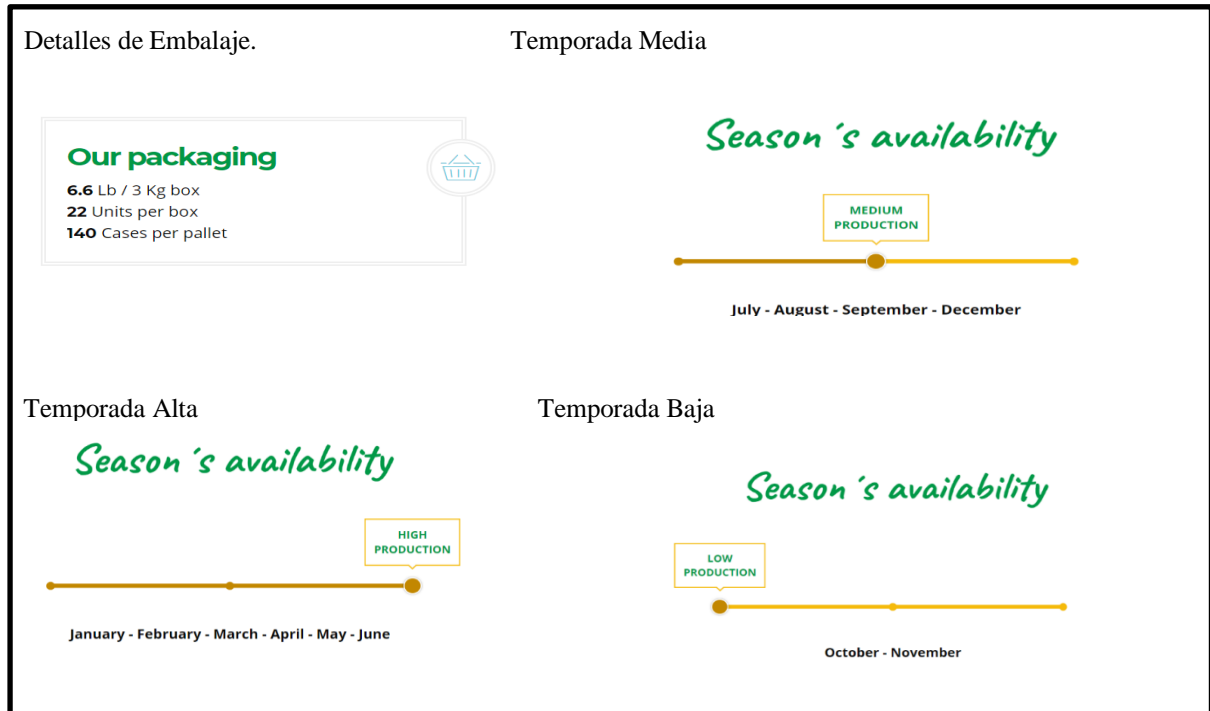 Detalles de Embalaje.
Temporada Media
Our packaging
6.6 Lb / 3 Kg box
22 Units per box
140 Cases per pallet
Season ´s availability
MEDIUM
PRODUCTION
July - August - September - December
Temporada Alta
Season ´s availability
HIGH
PRODUCTION
January - February - March - April - May - June
Temporada Baja
Season ´s availability
LOW
PRODUCTION
October - November